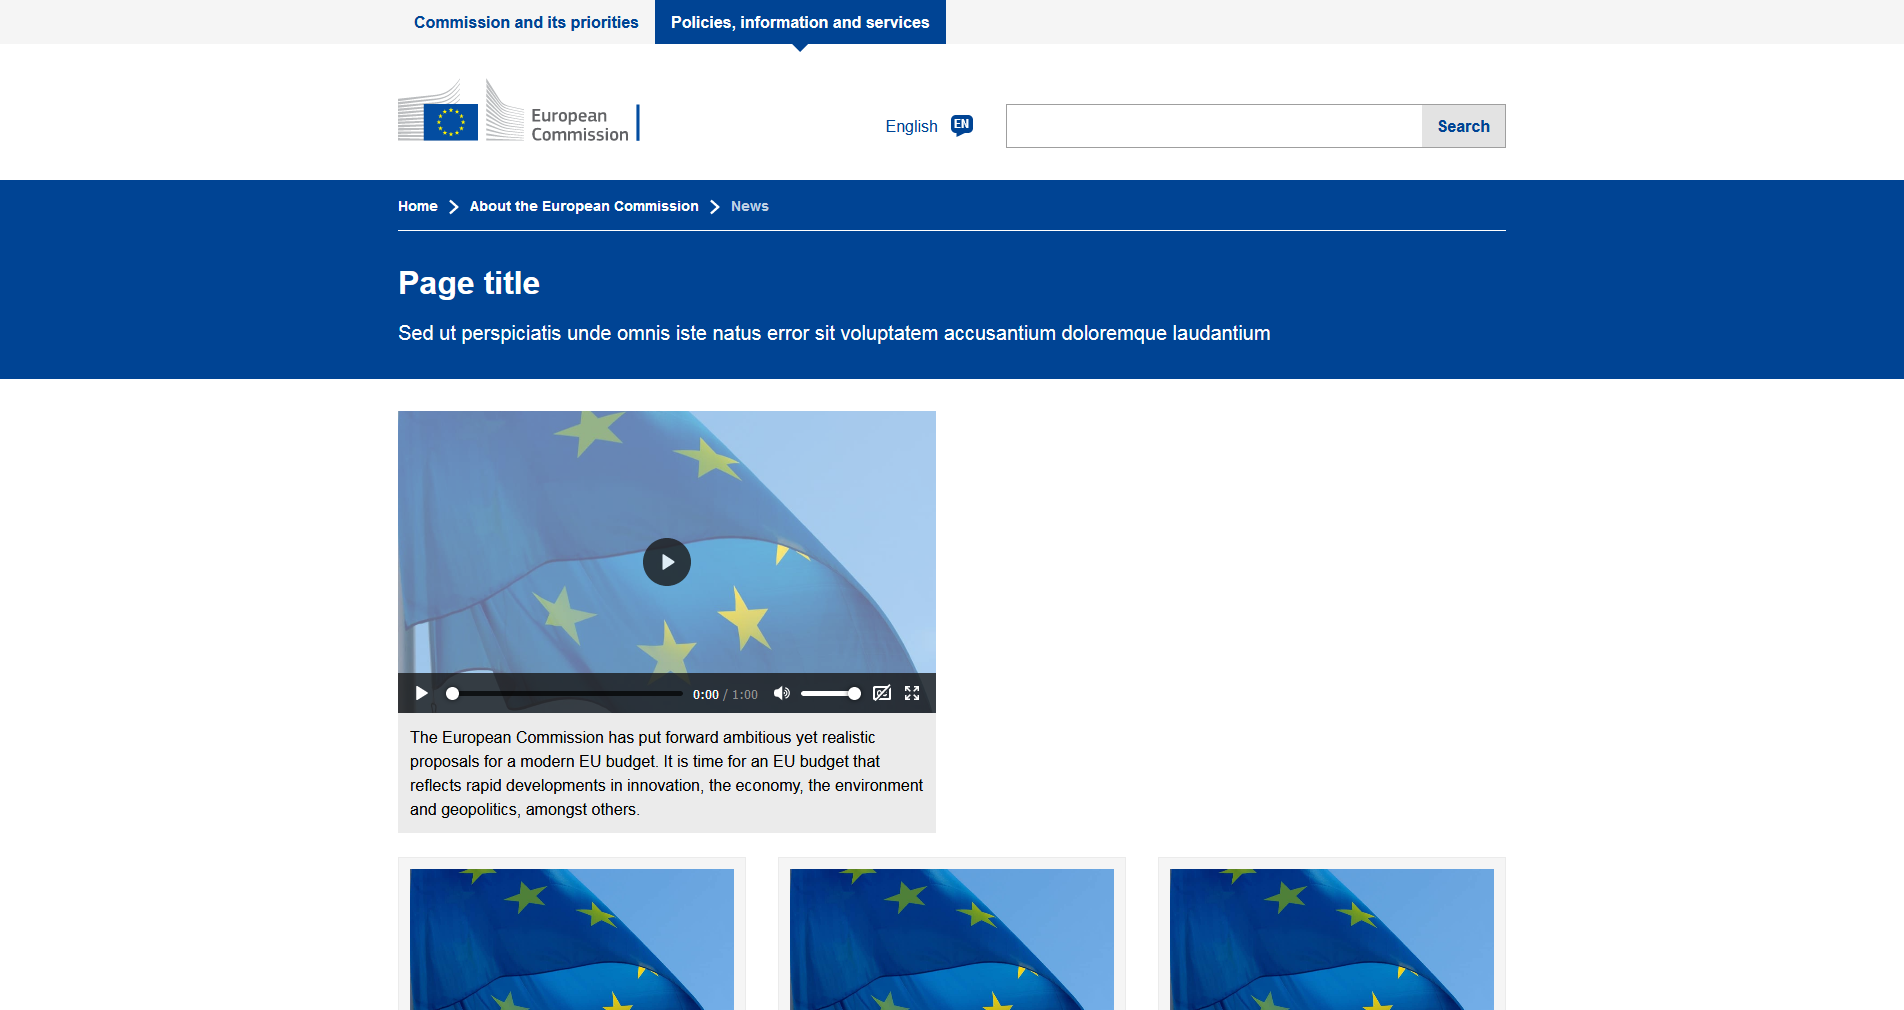 Commission and its priorities
Policies, information and services
European
Commission
English
EN
Search
Home
About the European Commission
News
Page title
Sed ut perspiciatis unde omnis iste natus error sit voluptatem accusantium doloremque laudantium
0:00 / 1:00
The European Commission has put forward ambitious yet realistic
proposals for a modern EU budget. It is time for an EU budget that
reflects rapid developments in innovation, the economy, the environment
and geopolitics, amongst others.